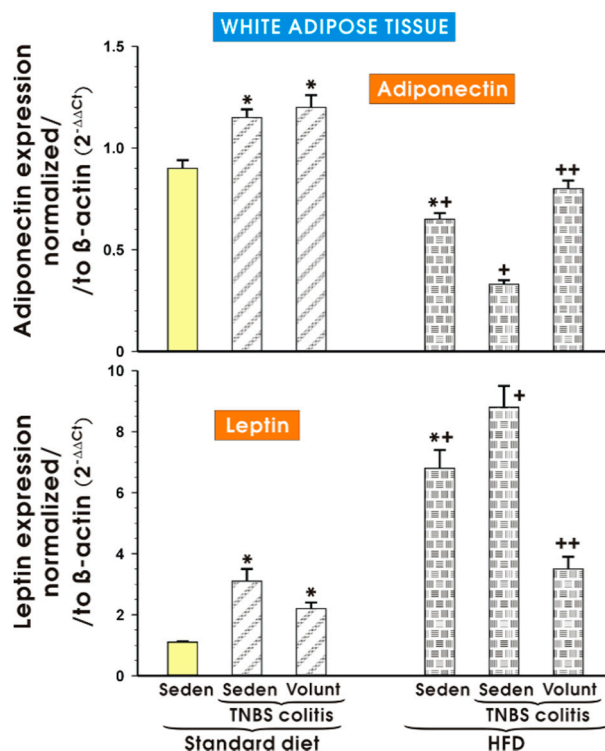 WHITE ADIPOSE TISSUE
Adiponectin expression
normalized/
/to ß-actin (2-ΔΔCt)
1.5
1.2
1.0
0.5
0
Adiponectin
*
*
*+
+
++
Leptin expression
normalized/
/to ß-actin (2-ΔΔCt)
10
8
6
4
2
0
Leptin
*
*
*+
+
++
Seden Seden Volunt Seden Seden Volunt
TNBS colitis TNBS colitis
Standard diet HFD